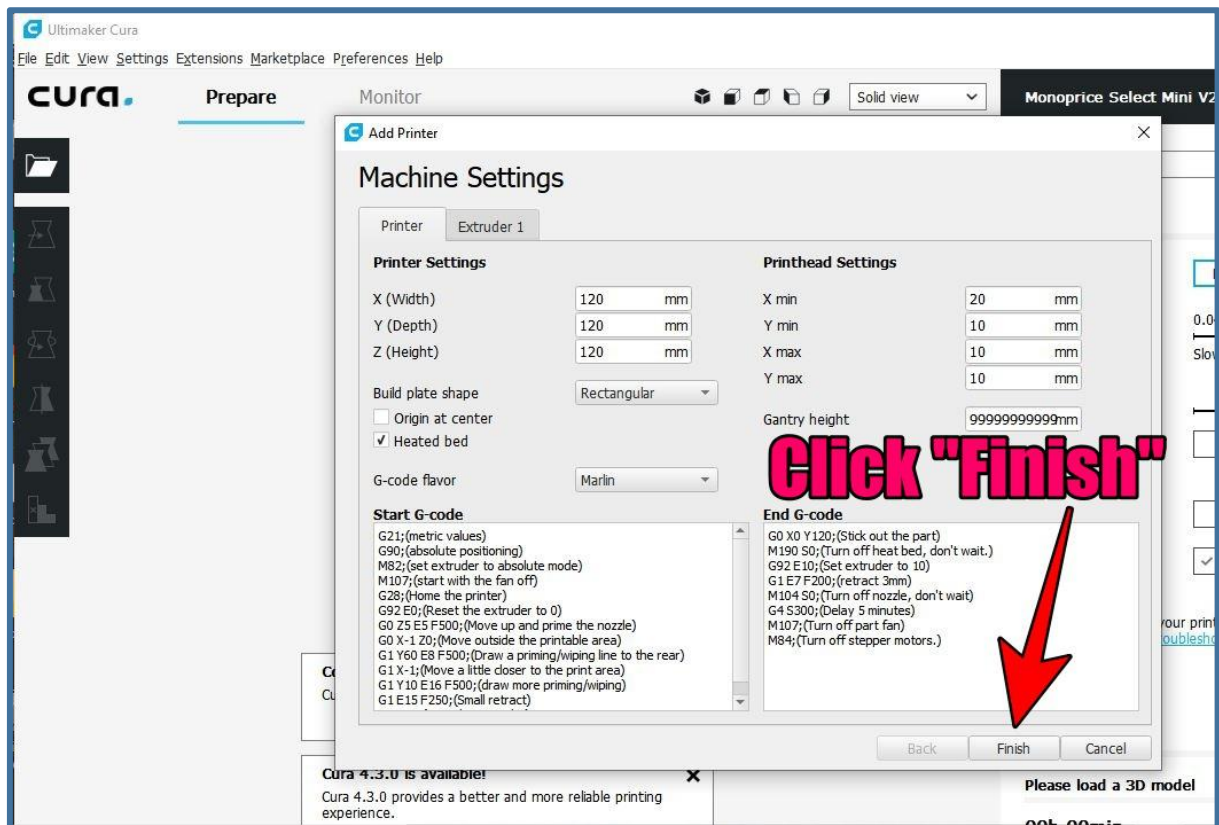 Ultimaker Cura
File Edit View Settings Extensions Marketplace Preferences Help
cura.
Prepare
Monitor
Solid view
Monoprice Select Mini V2
Add Printer
Machine Settings
Printer
Extruder 1
Printer Settings
X (Width) 120 mm
Y (Depth) 120 mm
Z (Height) 120 mm
Build plate shape Rectangular
Origin at center
Heated bed
G-code flavor Marlin
Printhead Settings
X min 20 mm
Y min 10 mm
X max 10 mm
Y max 10 mm
Gantry height 99999999999mm
Click "Finish"
Start G-code
G21;(metric values)
G90;(absolute positioning)
M82;(set extruder to absolute mode)
M107;(start with the fan off)
G28;(Home the printer)
G92 E0;(Reset the extruder to 0)
G0 Z5 E5 F500;(Move up and prime the nozzle)
G0 X-1 Z0;(Move outside the printable area)
G1 Y60 E8 F500;(Draw a priming/wiping line to the rear)
G1 X-1;(Move a little closer to the print area)
G1 Y10 E16 F500;(draw more priming/wiping)
G1 E15 F250;(Small retract)
End G-code
G0 X0 Y120;(Stick out the part)
M190 S0;(Turn off heat bed, don't wait.)
G92 E10;(Set extruder to 10)
G1 E7 F200;(retract 3mm)
M104 S0;(Turn off nozzle, don't wait)
G4 S300;(Delay 5 minutes)
M107;(Turn off part fan)
M84;(Turn off stepper motors.)
Back
Finish
Cancel
0.0
Slo
your print
Cura 4.3.0 is available!
Cura 4.3.0 provides a better and more reliable printing
experience.
Please load a 3D model
00h 00min